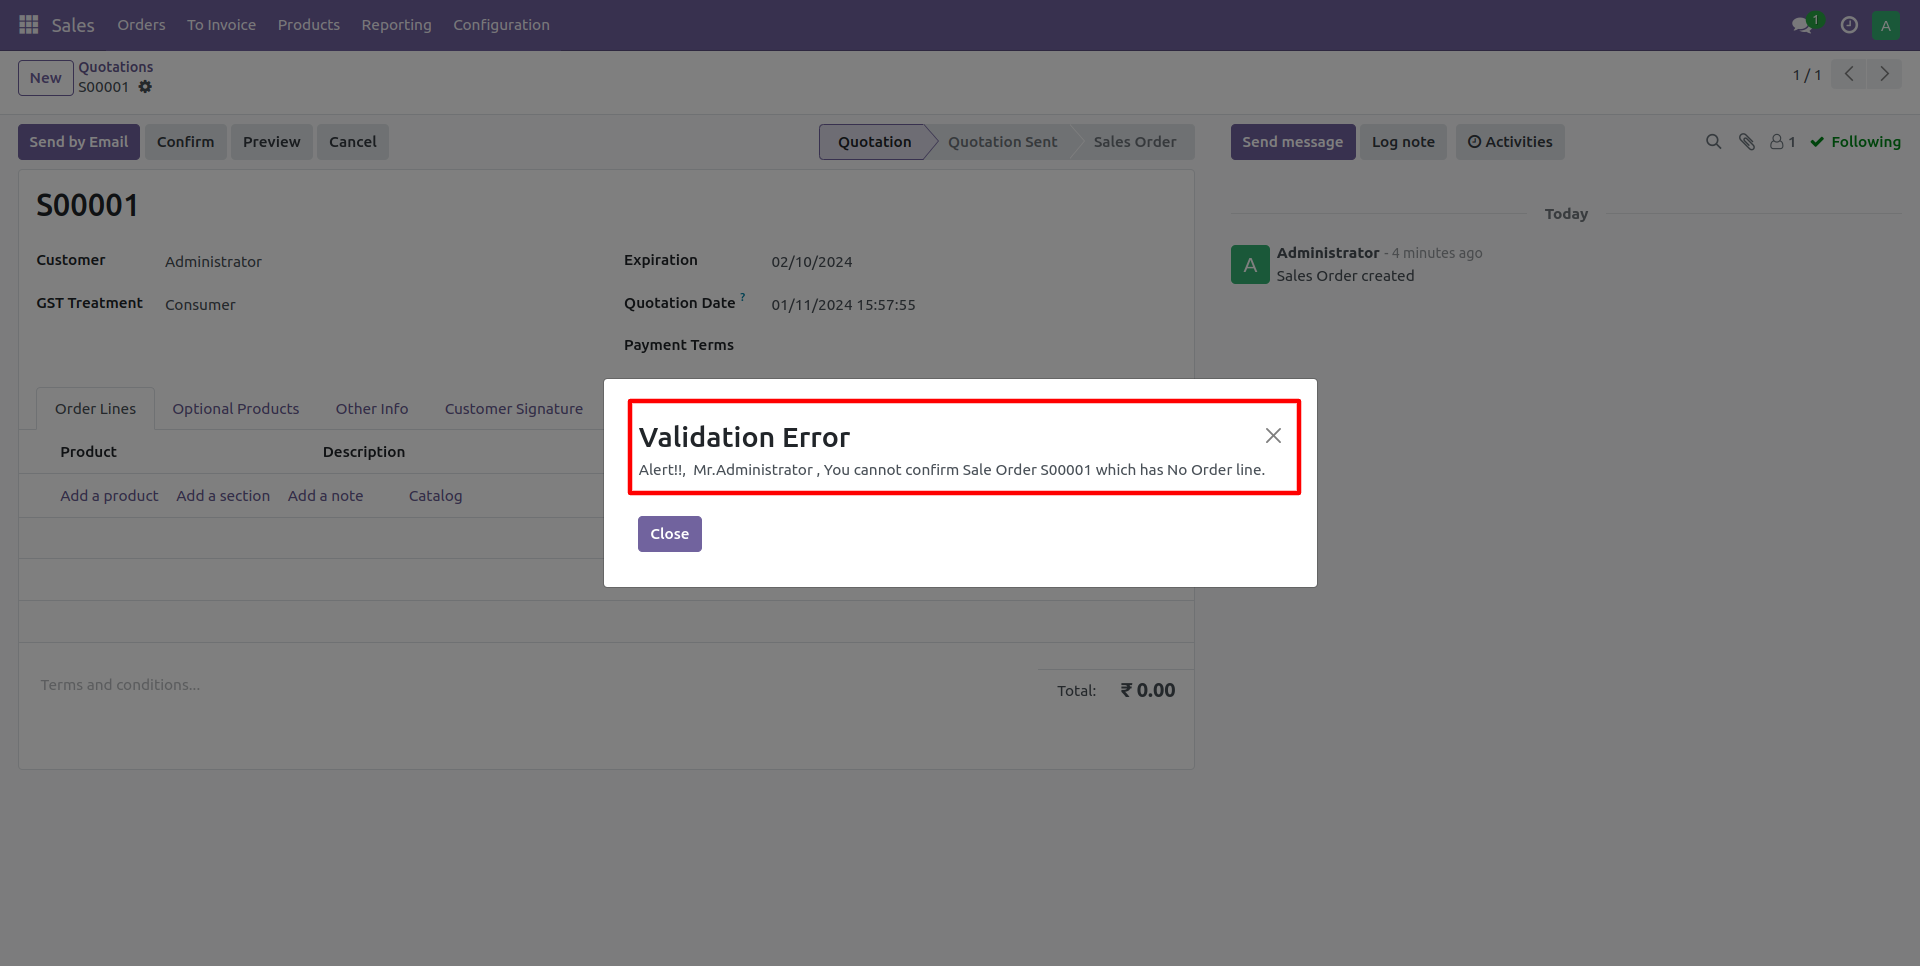 Sales Orders To Invoice Products Reporting Configuration 1 A
New Quotations
S00001
1 / 1
Send by Email Confirm Preview Cancel Quotation Quotation Sent Sales Order Send message Log note Activities 1 Following
S00001
Today
Customer Administrator Expiration 02/10/2024
A Administrator - 4 minutes ago
Sales Order created
GST Treatment Consumer Quotation Date ? 01/11/2024 15:57:55
Payment Terms
Order Lines Optional Products Other Info Customer Signature
Validation Error
Alert!!, Mr.Administrator , You cannot confirm Sale Order S00001 which has No Order line.
Close
Product Description
Add a product Add a section Add a note Catalog
Terms and conditions...
Total: ₹ 0.00